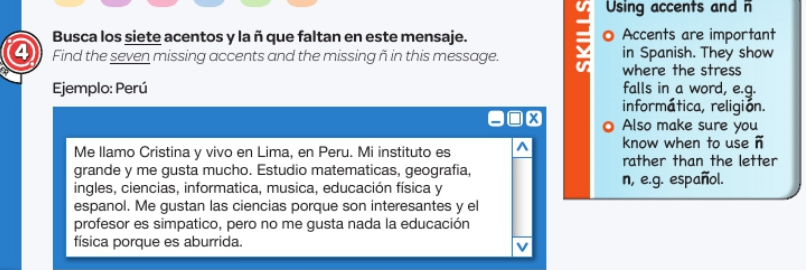 4
Busca los siete acentos y la ñ que faltan en este mensaje.
Find the seven missing accents and the missing ñ in this message.
Ejemplo: Perú
Me llamo Cristina y vivo en Lima, en Peru. Mi instituto es
grande y me gusta mucho. Estudio matematicas, geografia,
ingles, ciencias, informatica, musica, educación física y
espanol. Me gustan las ciencias porque son interesantes y el
profesor es simpatico, pero no me gusta nada la educación
física porque es aburrida.
SKILLS
Using accents and ñ
Accents are important
in Spanish. They show
where the stress
falls in a word, e.g.
informática, religión.
Also make sure you
know when to use ñ
rather than the letter
n, e.g. español.